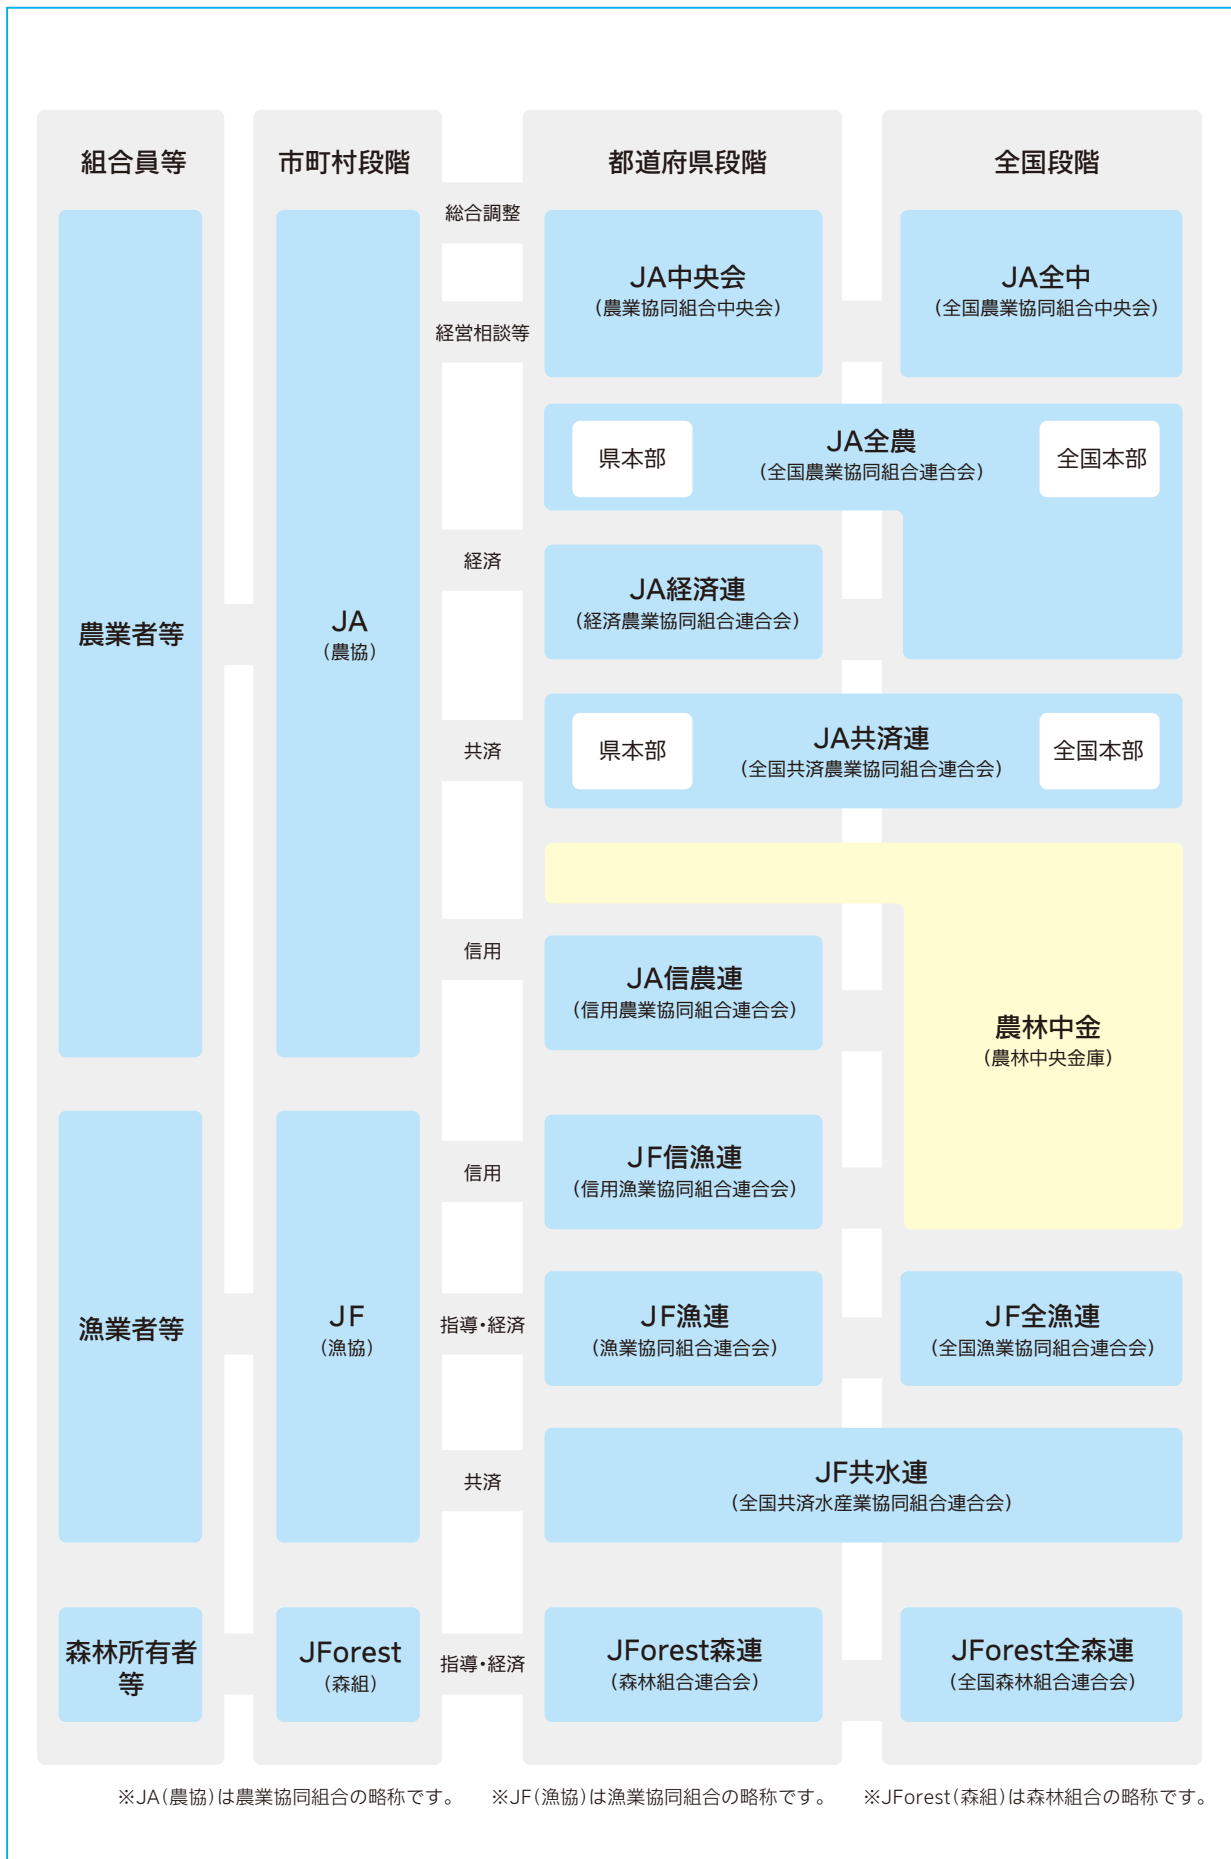 組合員等
市町村段階
都道府県段階
全国段階
総合調整
経営相談等
経済
共済
信用
信用
指導・経済
共済
指導・経済
農業者等
JA
(農協)
JA中央会
(農業協同組合中央会)
JA全中
(全国農業協同組合中央会)
県本部
JA全農
(全国農業協同組合連合会)
全国本部
JA経済連
(経済農業協同組合連合会)
県本部
JA共済連
(全国共済農業協同組合連合会)
全国本部
JA信農連
(信用農業協同組合連合会)
農林中金
(農林中央金庫)
漁業者等
JF
(漁協)
JF信漁連
(信用漁業協同組合連合会)
JF漁連
(漁業協同組合連合会)
JF全漁連
(全国漁業協同組合連合会)
JF共水連
(全国共済水産業協同組合連合会)
森林所有者
等
JForest
(森組)
JForest森連
(森林組合連合会)
JForest全森連
(全国森林組合連合会)
※JA(農協)は農業協同組合の略称です。
※JF(漁協)は漁業協同組合の略称です。
※JForest(森組)は森林組合の略称です。